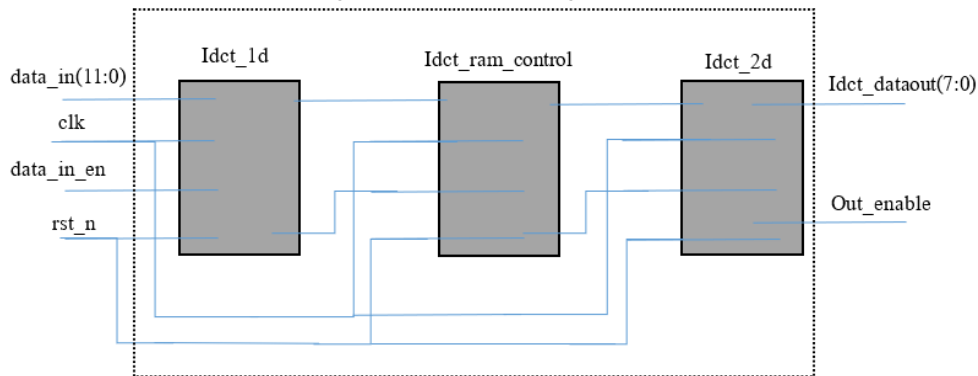 Idct_1d
Idct_ram_control
Idct_2d
data_in(11:0)
Idct_dataout(7:0)
clk
data_in_en
Out_enable
rst_n